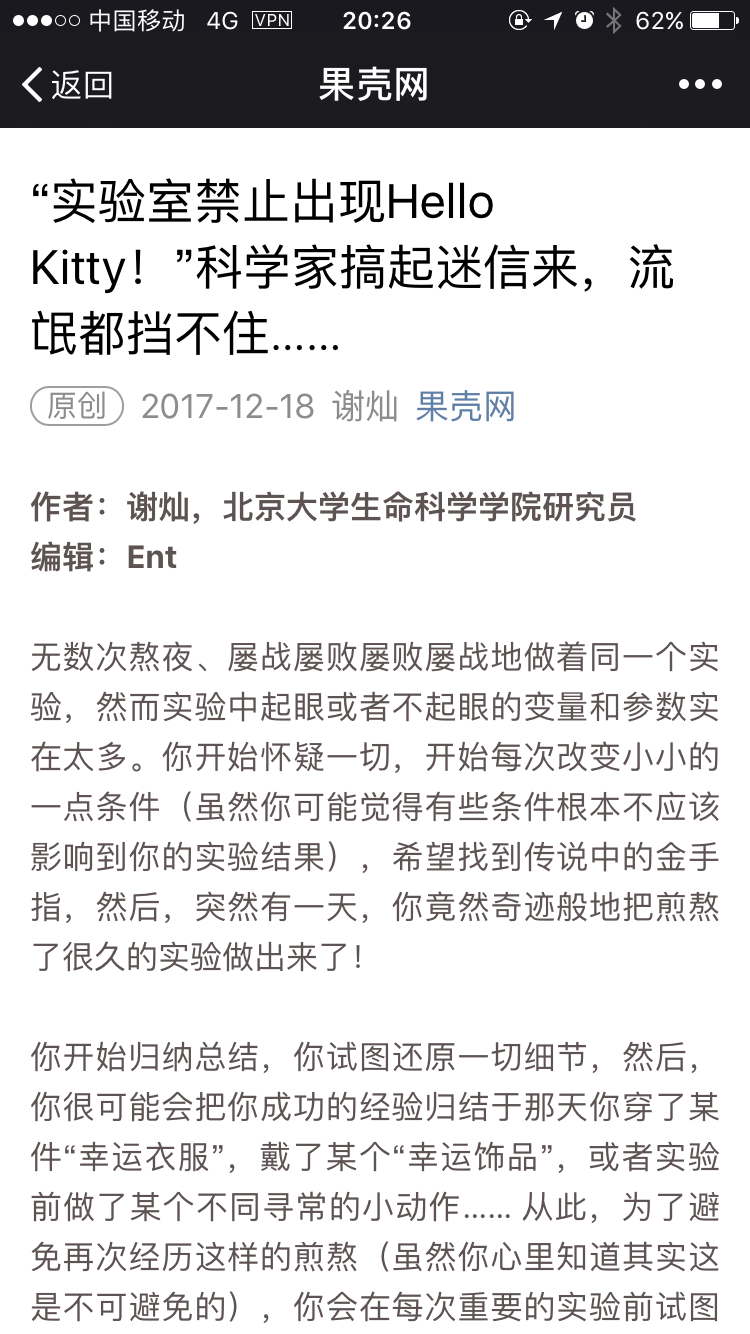 中国移动 4G VPN 20:26 62%
返回 果壳网
“实验室禁止出现Hello
Kitty！”科学家搞起迷信来，流
氓都挡不住……
原创 2017-12-18 谢灿 果壳网
作者：谢灿，北京大学生命科学学院研究员
编辑：Ent
无数次熬夜、屡战屡败屡败屡战地做着同一个实
验，然而实验中起眼或者不起眼的变量和参数实
在太多。你开始怀疑一切，开始每次改变小小的
一点条件（虽然你可能觉得有些条件根本不应该
影响到你的实验结果），希望找到传说中的金手
指，然后，突然有一天，你竟然奇迹般地把煎熬
了很久的实验做出来了！
你开始归纳总结，你试图还原一切细节，然后，
你很可能会把你成功的经验归结于那天你穿了某
件“幸运衣服”，戴了某个“幸运饰品”，或者实验
前做了某个不同寻常的小动作…… 从此，为了避
免再次经历这样的煎熬（虽然你心里知道其实这
是不可避免的），你会在每次重要的实验前试图